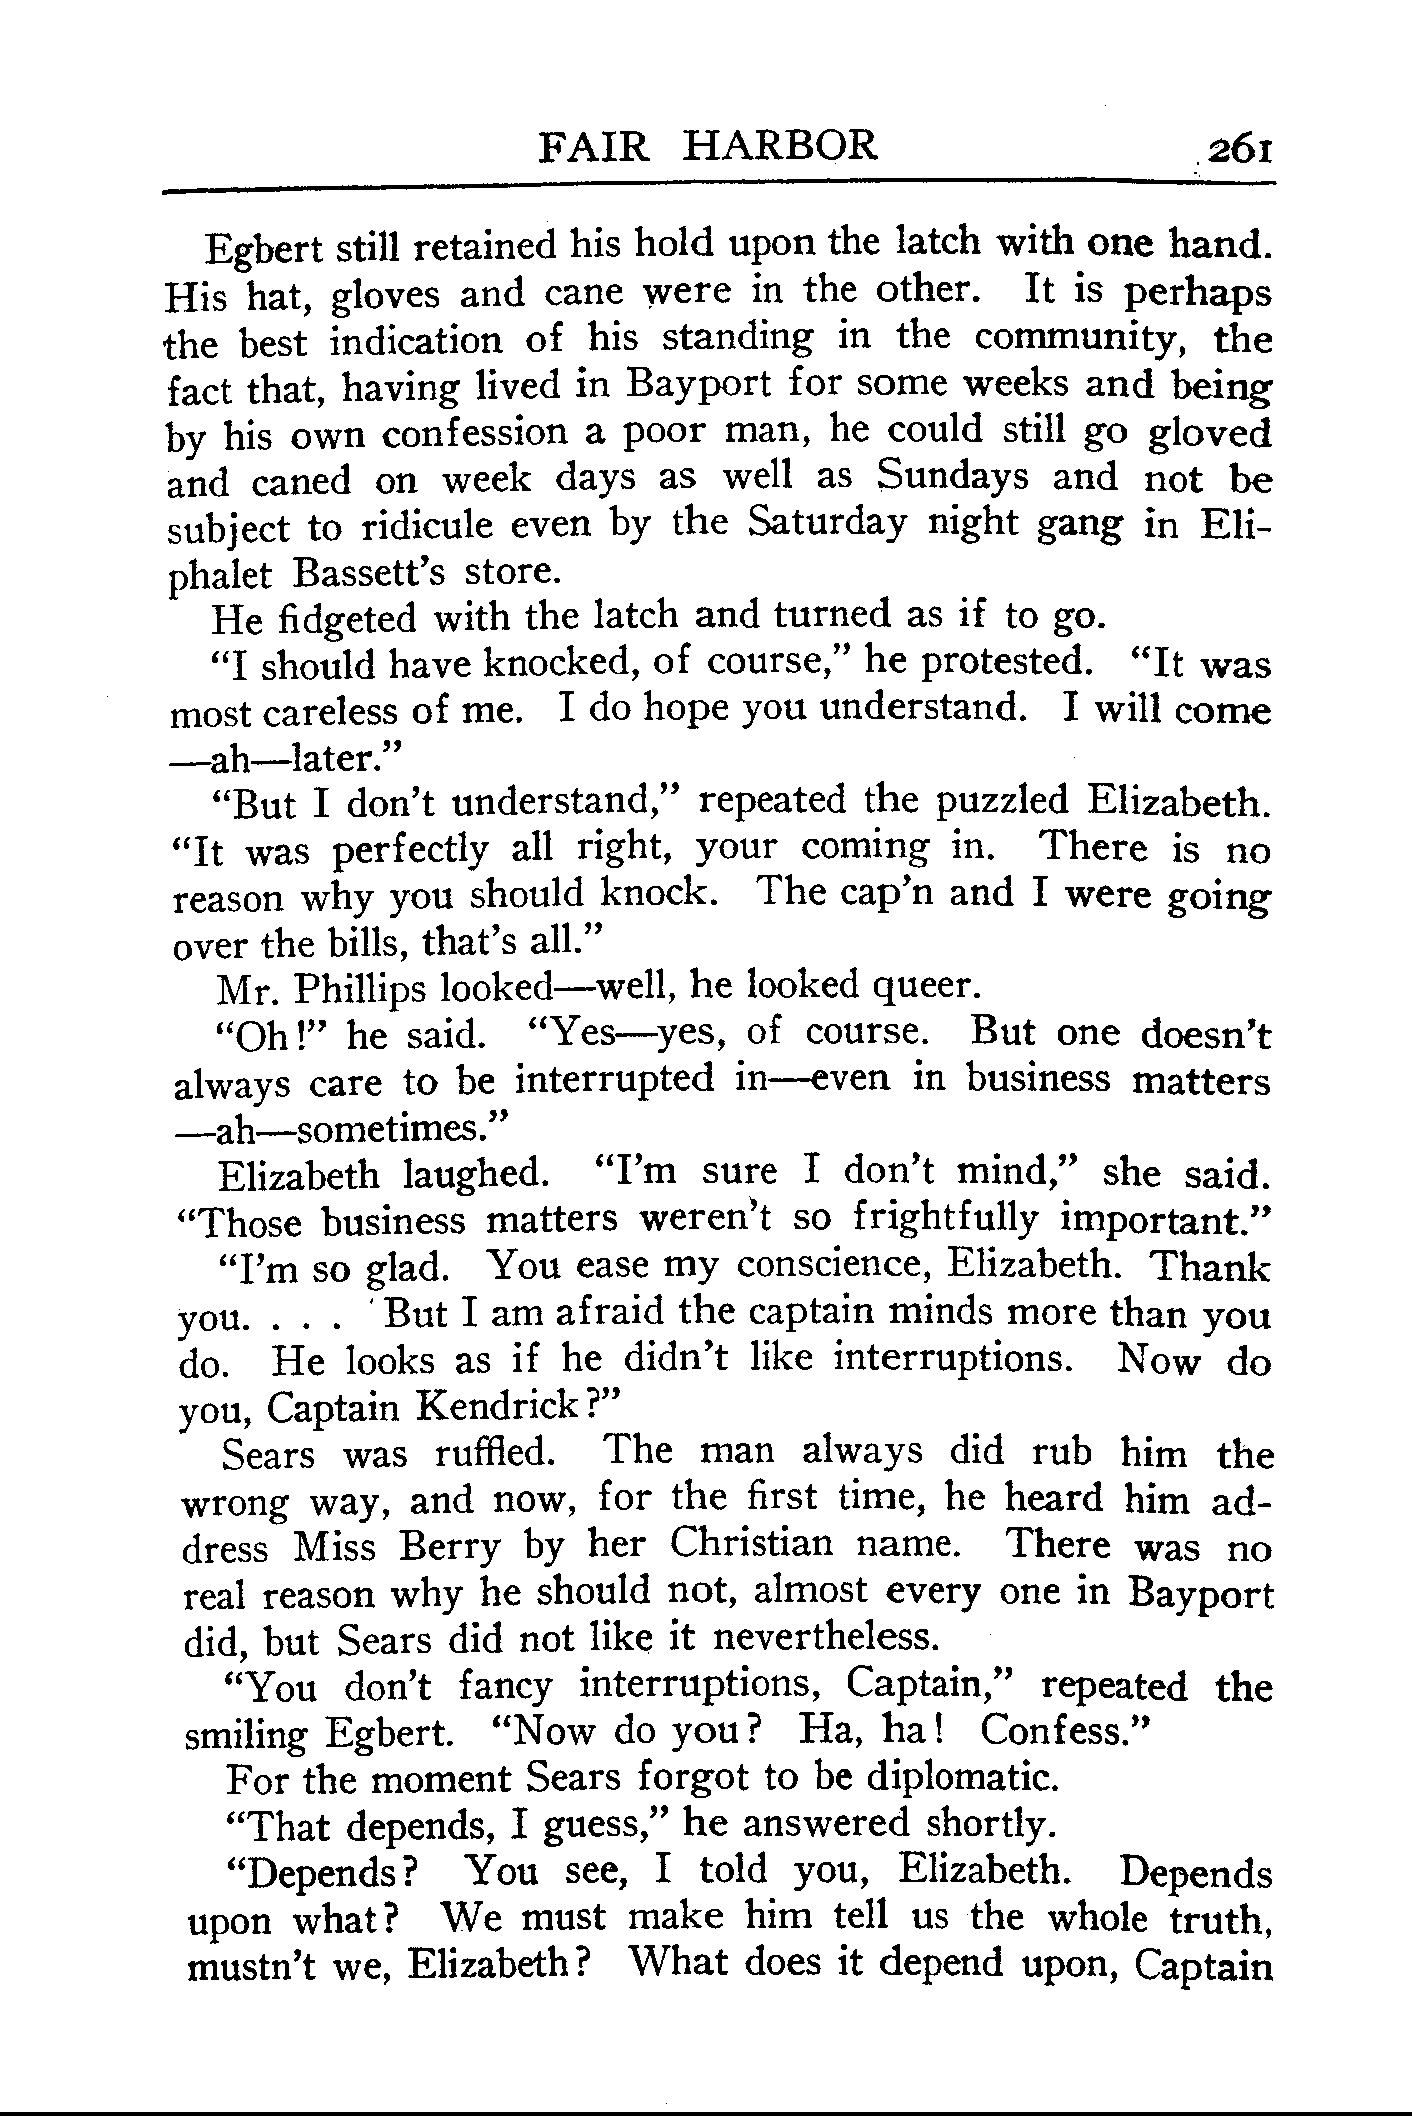 FAIR HARBOR 261
Egbert still retained his hold upon the latch with one hand.
His hat, gloves and cane were in the other. It is perhaps
the best indication of his standing in the community, the
fact that, having lived in Bayport for some weeks and being
by his own confession a poor man, he could still go gloved
and caned on week days as well as Sundays and not be
subject to ridicule even by the Saturday night gang in Eli-
phalet Bassett's store.
He fidgeted with the latch and turned as if to go.
“I should have knocked, of course,” he protested. “It was
most careless of me. I do hope you understand. I will come
—ah—later.”
“But I don't understand,” repeated the puzzled Elizabeth.
“It was perfectly all right, your coming in. There is no
reason why you should knock. The cap'n and I were going
over the bills, that's all.”
Mr. Phillips looked—well, he looked queer.
“Oh!” he said. “Yes—yes, of course. But one doesn't
always care to be interrupted in—even in business matters
—ah—sometimes.”
Elizabeth laughed. “I'm sure I don't mind,” she said.
“Those business matters weren't so frightfully important.”
“I'm so glad. You ease my conscience, Elizabeth. Thank
you. . . . But I am afraid the captain minds more than you
do. He looks as if he didn't like interruptions. Now do
you, Captain Kendrick?”
Sears was ruffled. The man always did rub him the
wrong way, and now, for the first time, he heard him ad-
dress Miss Berry by her Christian name. There was no
real reason why he should not, almost every one in Bayport
did, but Sears did not like it nevertheless.
“You don't fancy interruptions, Captain,” repeated the
smiling Egbert. “Now do you? Ha, ha! Confess.”
For the moment Sears forgot to be diplomatic.
“That depends, I guess,” he answered shortly.
“Depends? You see, I told you, Elizabeth. Depends
upon what? We must make him tell us the whole truth,
mustn't we, Elizabeth? What does it depend upon, Captain